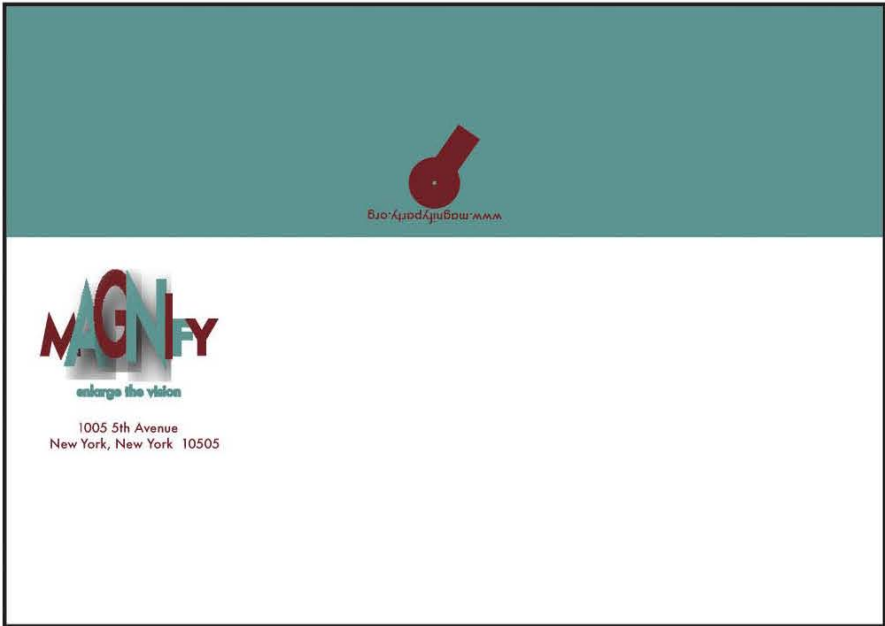 www.magnifyparty.org
MAGNIFY
enlarge the vision
1005 5th Avenue
New York, New York 10505